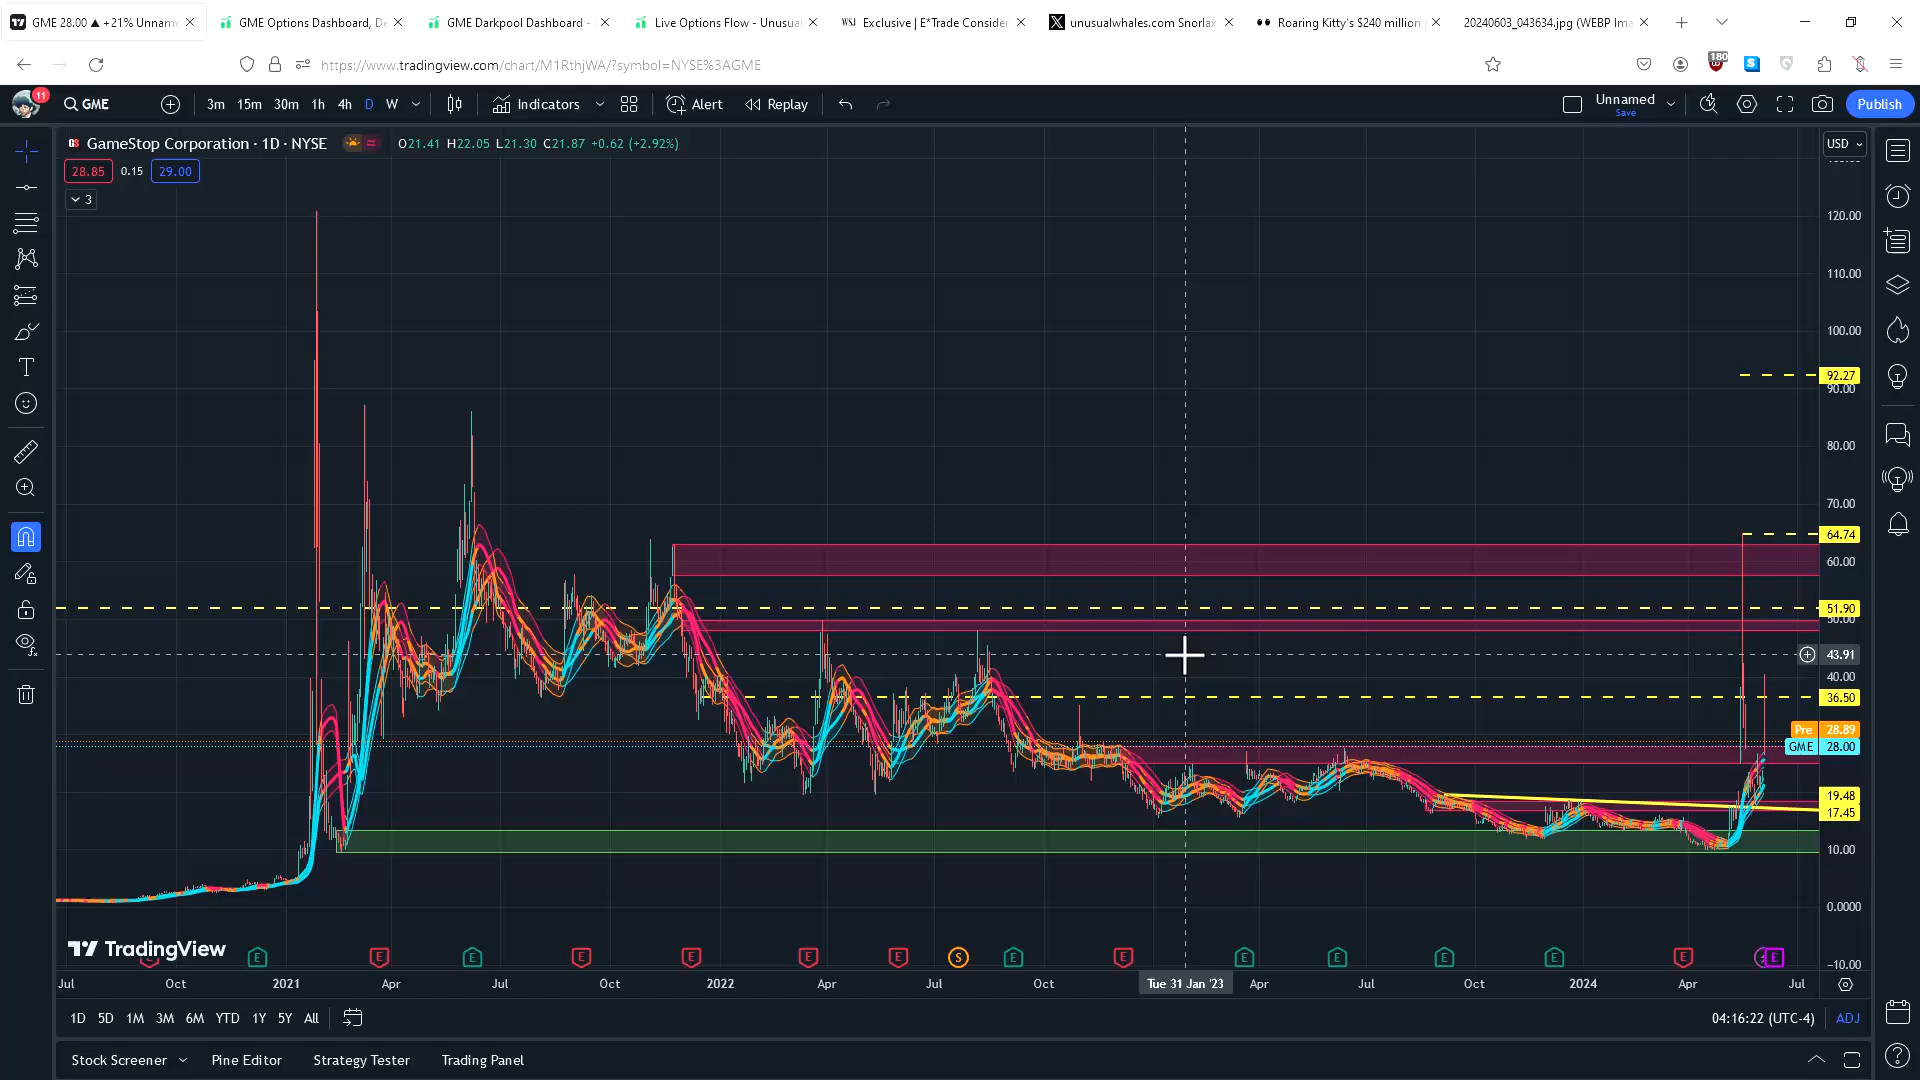 GME 28.00 ▲ +21% Unnam
GME Options Dashboard, De
GME Darkpool Dashboard -
Live Options Flow - Unusual
WSJ Exclusive | E*Trade Consider
unusualwhales.com Snorlax
Roaring Kitty's $240 million
20240603_043634.jpg (WEBP Ima
https://www.tradingview.com/chart/M1RthjWA/?symbol=NYSE%3AGME
180
S
11
GME
3m 15m 30m 1h 4h D W
Indicators
Alert
Replay
Unnamed
Save
Publish
GameStop Corporation · 1D · NYSE
O21.41 H22.05 L21.30 C21.87 +0.62 (+2.92%)
USD
28.85 0.15 29.00
3
120.00
110.00
100.00
92.27
90.00
80.00
70.00
64.74
60.00
51.90
50.00
43.91
40.00
36.50
Pre 28.89
GME 28.00
19.48
17.45
10.00
0.0000
−10.00
TradingView
E E E E E E E E S E E E E E E E E
Jul Oct 2021 Apr Jul Oct 2022 Apr Jul Oct Tue 31 Jan '23 Apr Jul Oct 2024 Apr Jul
1D 5D 1M 3M 6M YTD 1Y 5Y All
04:16:22 (UTC-4) ADJ
Stock Screener Pine Editor Strategy Tester Trading Panel